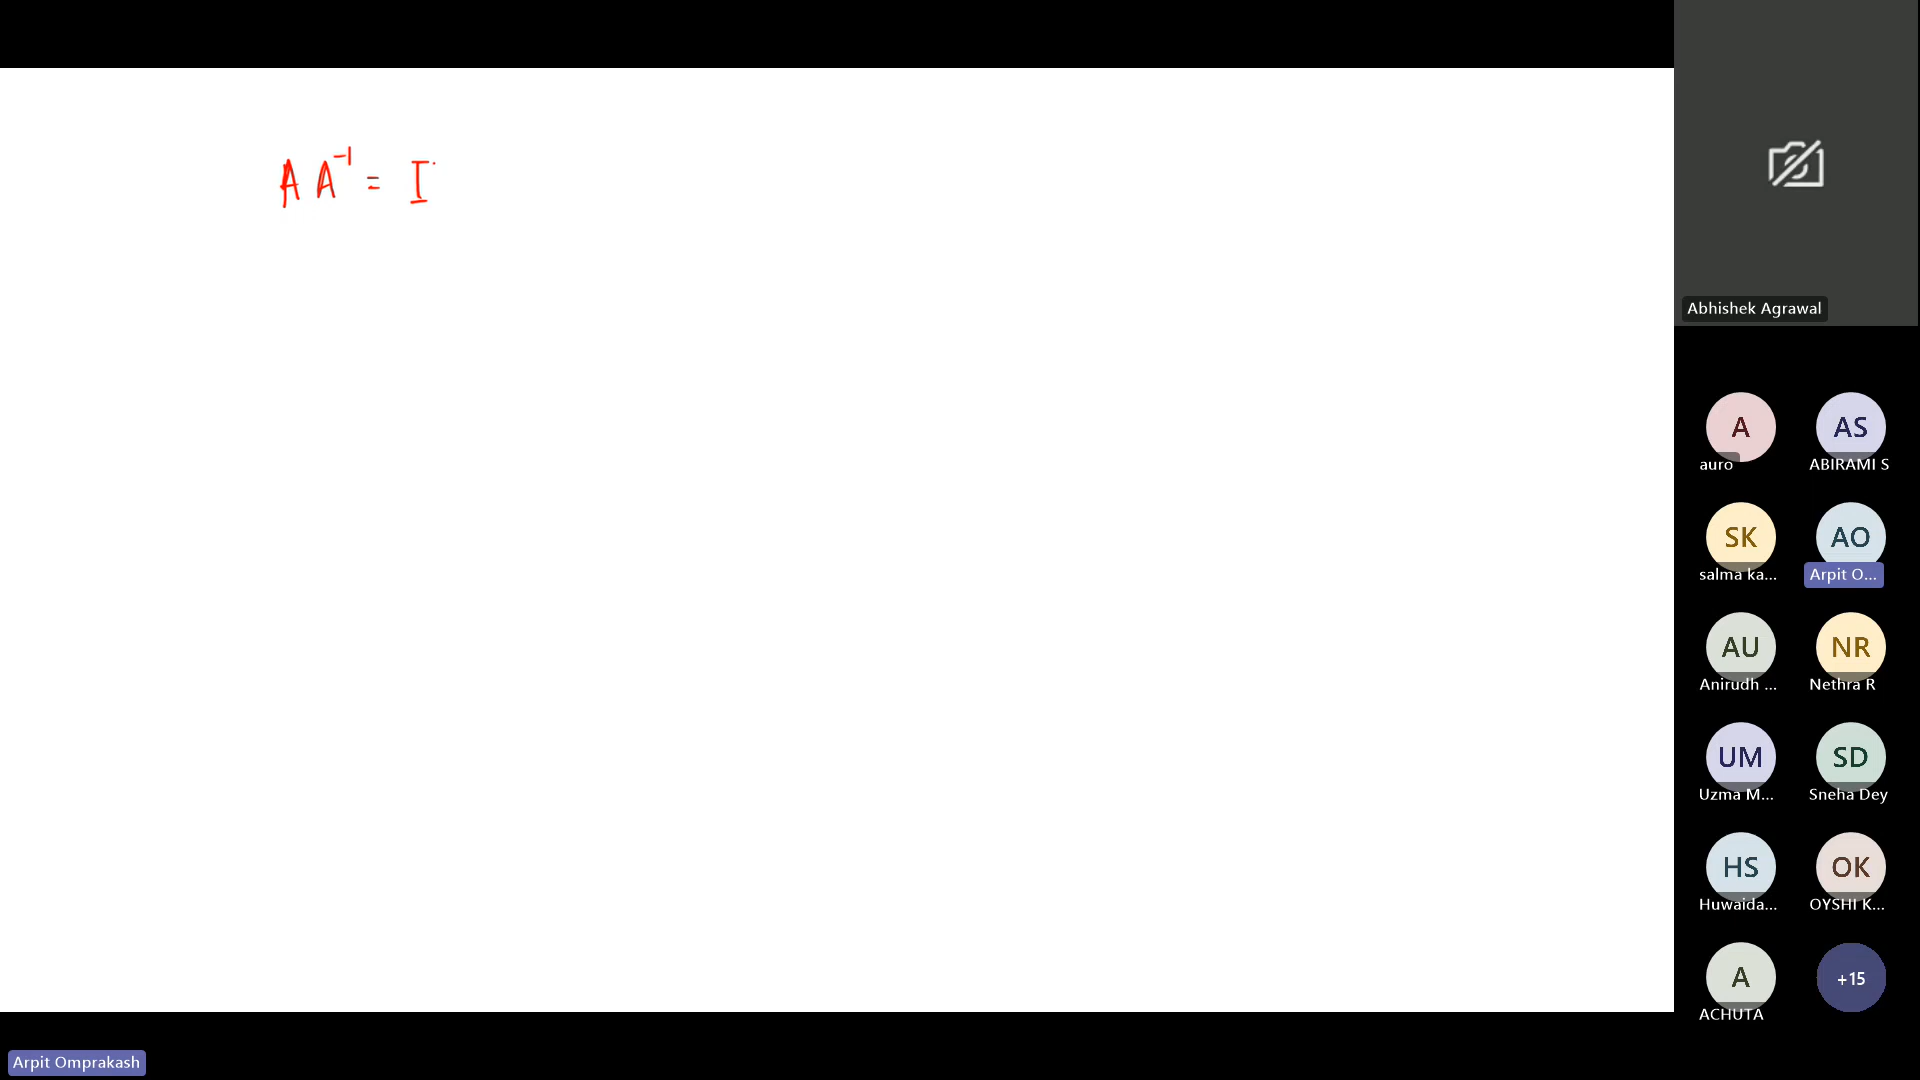 A A⁻¹ = I
Abhishek Agrawal
A
auro
AS
ABIRAMI S
SK
salma ka...
AO
Arpit O...
AU
Anirudh ...
NR
Nethra R
UM
Uzma M...
SD
Sneha Dey
HS
Huwaida...
OK
OYSHI K...
A
ACHUTA
+15
Arpit Omprakash